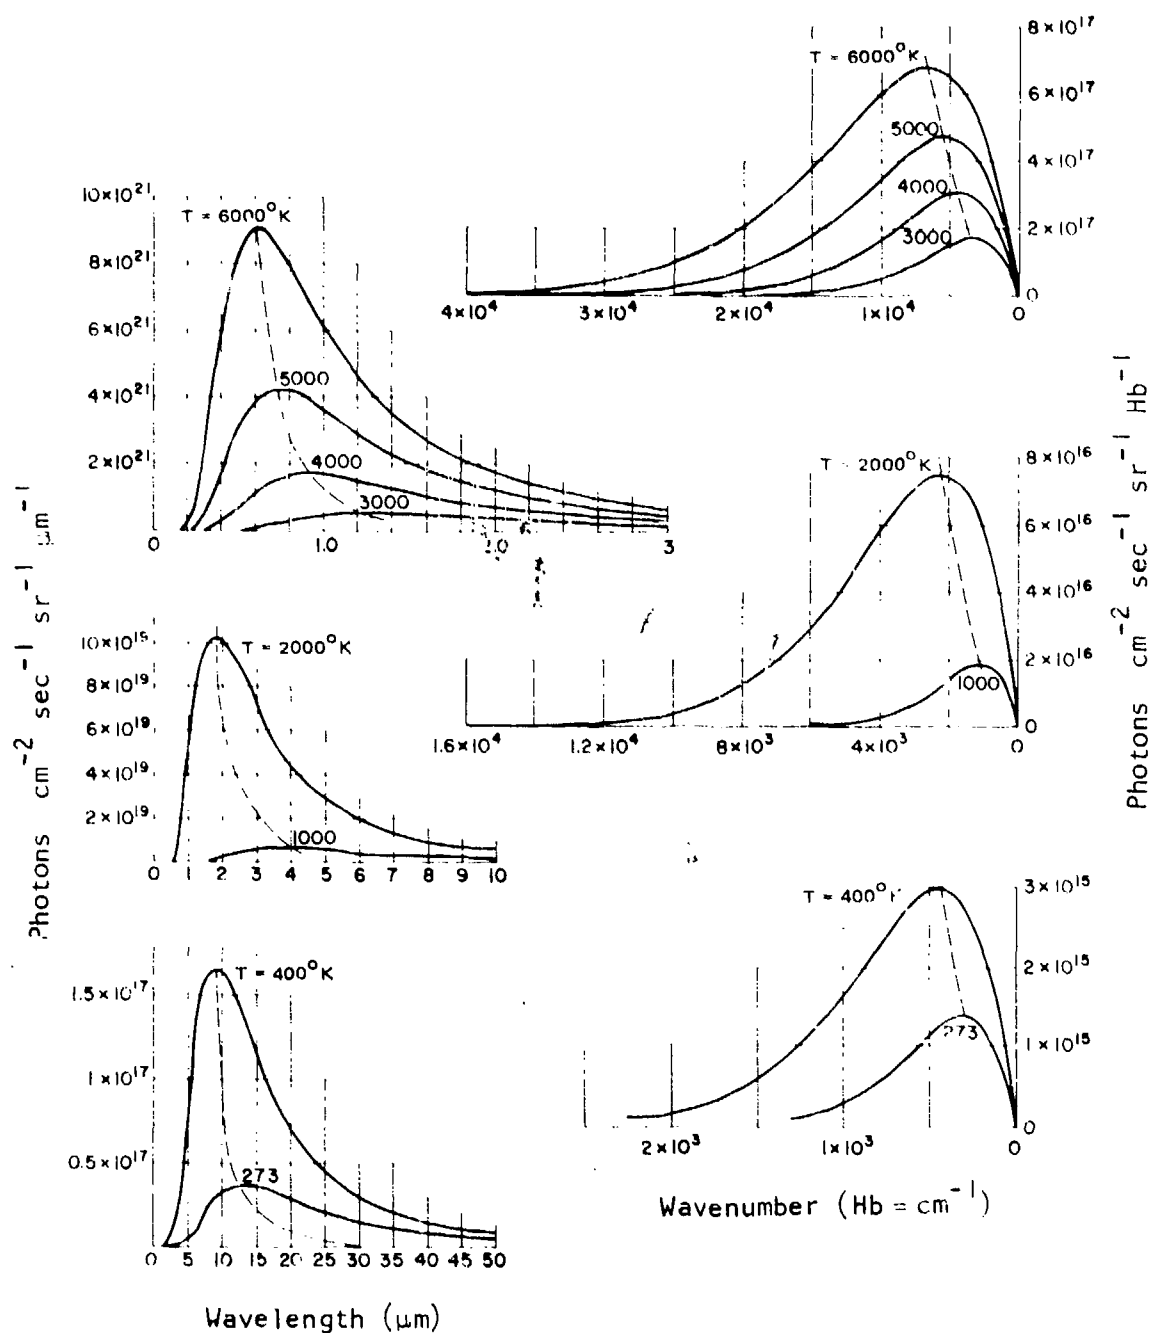 T = 6000°K
10×10²¹
8×10²¹
6×10²¹
4×10²¹
2×10²¹
5000
4000
3000
0
1.0
3
Photons cm⁻² sec⁻¹ sr⁻¹ μm⁻¹
T = 2000°K
8×10¹⁹
6×10¹⁹
4×10¹⁹
2×10¹⁹
1000
0 1 2 3 4 5 6 7 8 9 10
T = 400°K
1.5×10¹⁷
1×10¹⁷
0.5×10¹⁷
273
0 5 10 15 20 25 30 35 40 45 50
Wavelength (μm)
8×10¹⁷
T = 6000°K
6×10¹⁷
5000
4×10¹⁷
4000
2×10¹⁷
3000
0
4×10⁴ 3×10⁴ 2×10⁴ 1×10⁴ 0
Photons cm⁻² sec⁻¹ sr⁻¹ Hb⁻¹
T = 2000°K
8×10¹⁶
6×10¹⁶
4×10¹⁶
2×10¹⁶
1000
0
1.6×10⁴ 1.2×10⁴ 8×10³ 4×10³ 0
T = 400°
3×10¹⁵
2×10¹⁵
1×10¹⁵
273
0
2×10³ 1×10³ 0
Wavenumber (Hb = cm⁻¹)